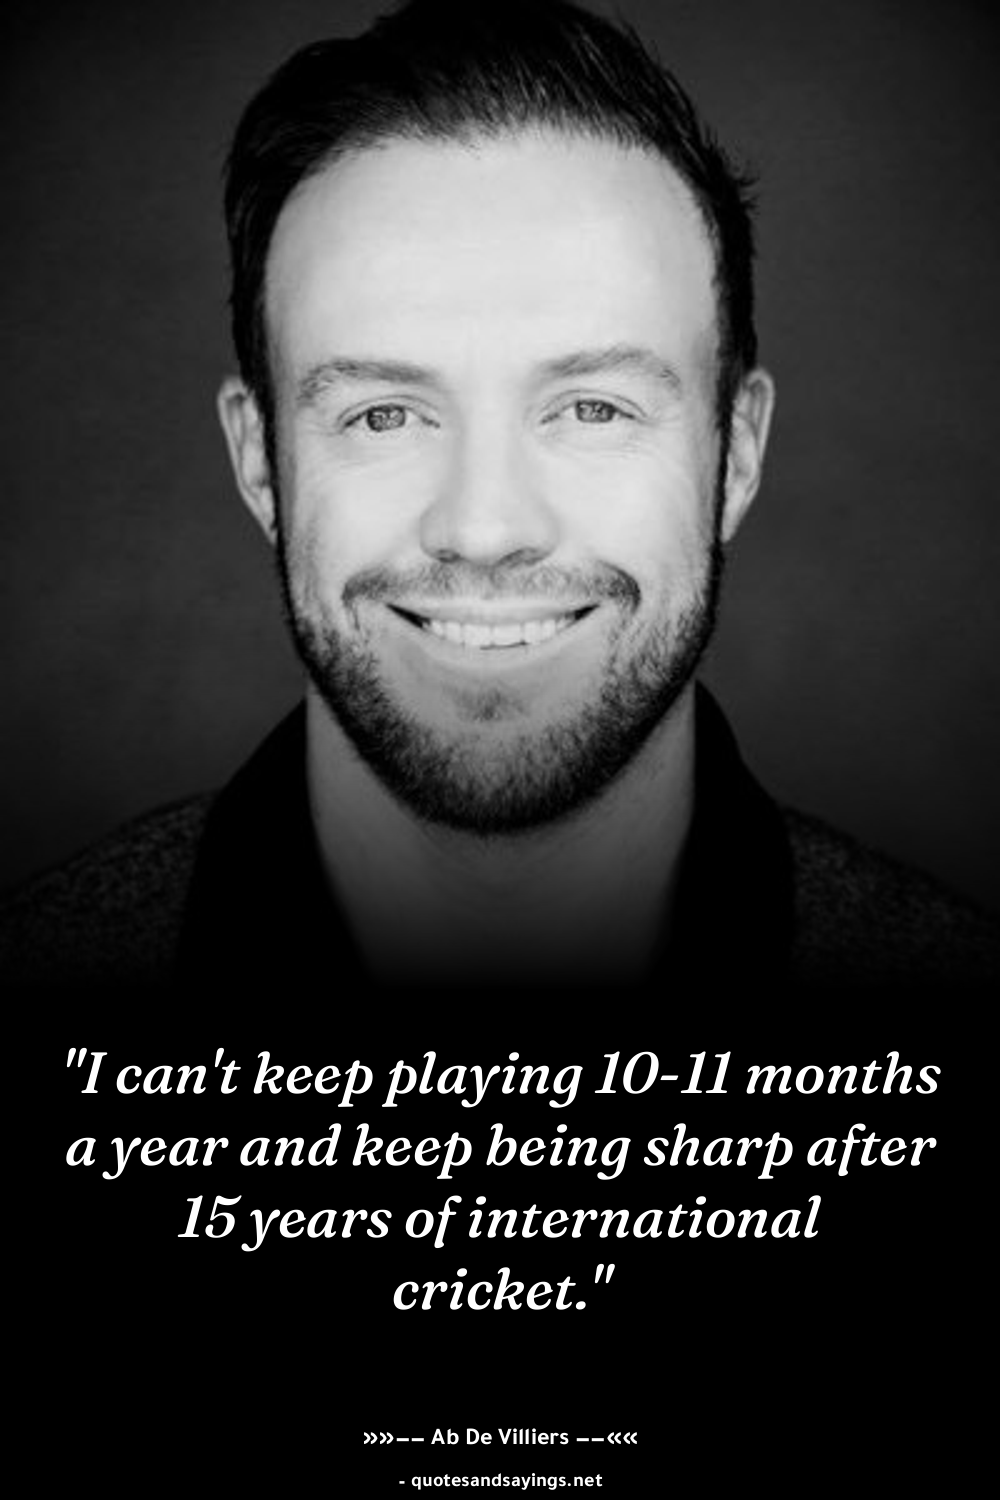 "I can't keep playing 10-11 months
a year and keep being sharp after
15 years of international
cricket."
»»−− Ab De Villiers −−««
- quotesandsayings.net